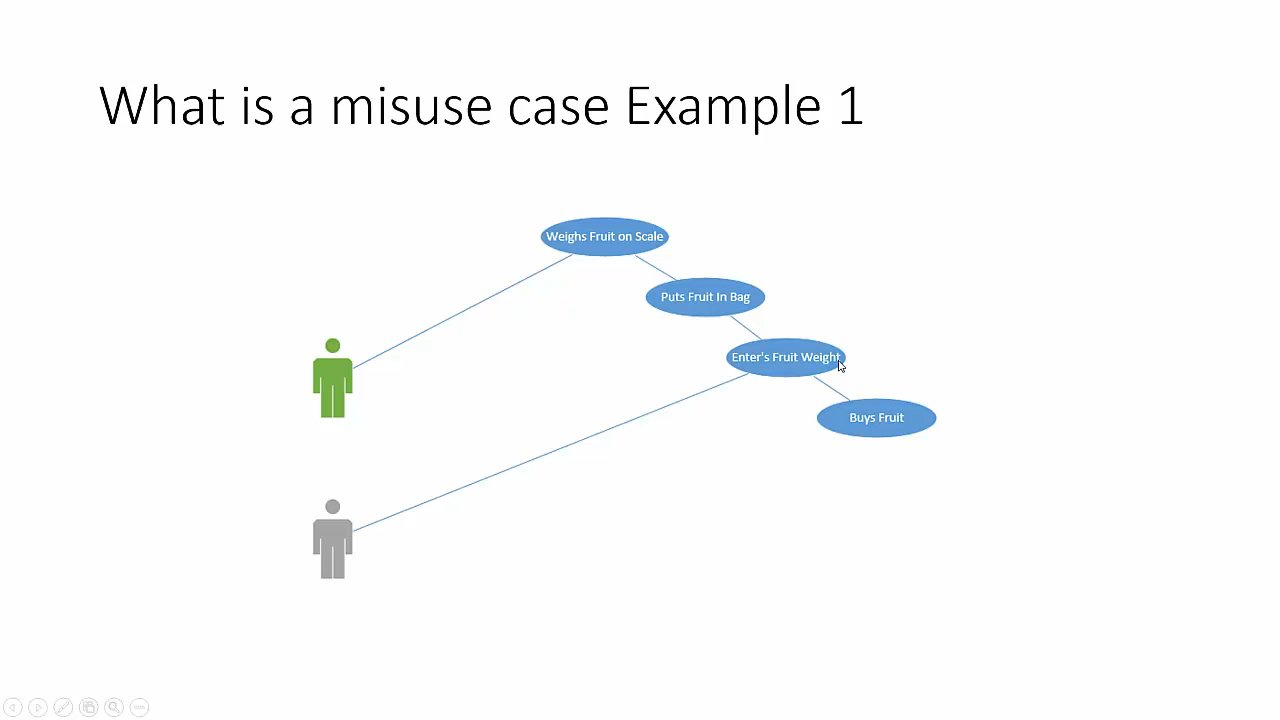 What is a misuse case Example 1
Weighs Fruit on Scale
Puts Fruit In Bag
Enter's Fruit Weight
Buys Fruit